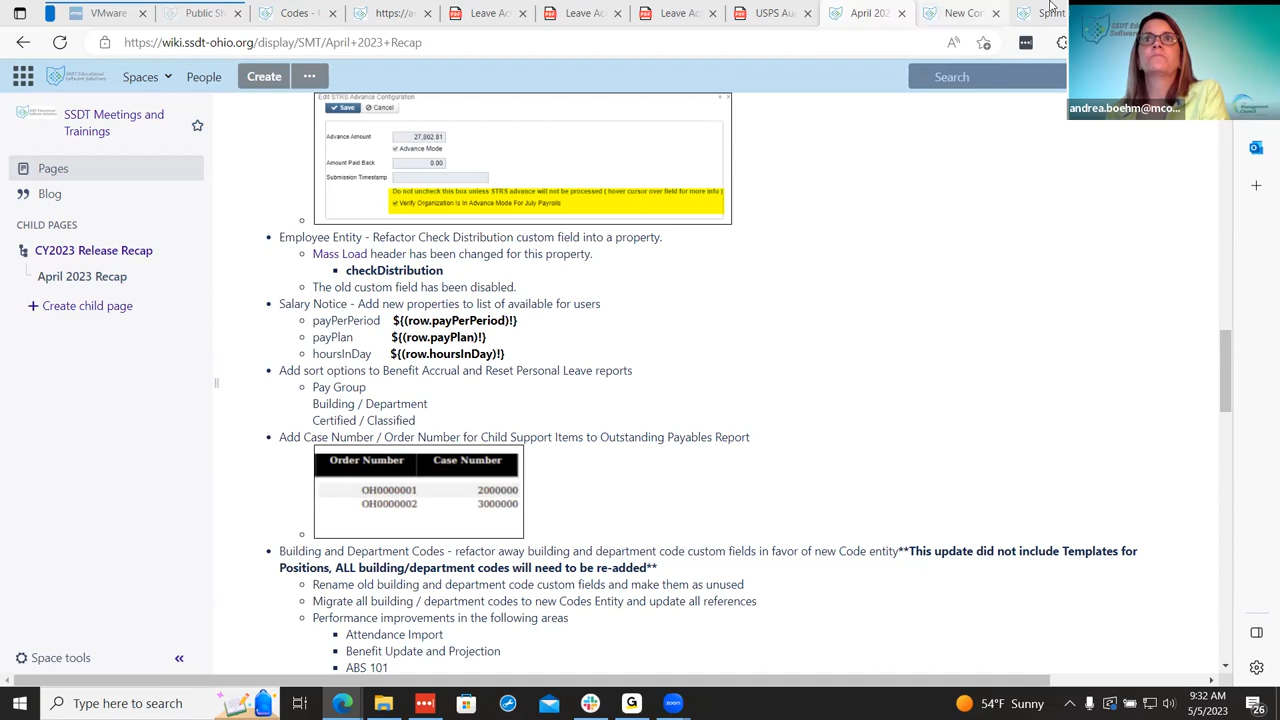 Public St
https:/
Leave Ac
Leave A
Leave Ac
USPS Au
April 202
New Cor
Sprint
https://wiki.ssdt-ohio.org/display/SMT/April+2023+Recap
SSDT Educational
Software Solutions
Spaces
People
Create
Search
andrea.boehm@mco...
SSDT Meetings and
Trainings
Pages
Blog
CHILD PAGES
CY2023 Release Recap
April 2023 Recap
+ Create child page
Space tools
Edit STRS Advance Configuration
Save
Cancel
Advance Amount 27,802.81
Advance Mode
Amount Paid Back 0.00
Submission Timestamp
Do not uncheck this box unless STRS advance will not be processed ( hover cursor over field for more info )
Verify Organization Is In Advance Mode For July Payrolls
Employee Entity - Refactor Check Distribution custom field into a property.
Mass Load header has been changed for this property.
checkDistribution
The old custom field has been disabled.
Salary Notice - Add new properties to list of available for users
payPerPeriod ${(row.payPerPeriod)!}
payPlan ${(row.payPlan)!}
hoursInDay ${(row.hoursInDay)!}
Add sort options to Benefit Accrual and Reset Personal Leave reports
Pay Group
Building / Department
Certified / Classified
Add Case Number / Order Number for Child Support Items to Outstanding Payables Report
Order Number Case Number
OH0000001 2000000
OH0000002 3000000
Building and Department Codes - refactor away building and department code custom fields in favor of new Code entity**This update did not include Templates for
Positions, ALL building/department codes will need to be re-added**
Rename old building and department code custom fields and make them as unused
Migrate all building / department codes to new Codes Entity and update all references
Performance improvements in the following areas
Attendance Import
Benefit Update and Projection
ABS 101
Type here to search
zoom
54°F Sunny
9:32 AM
5/5/2023
26